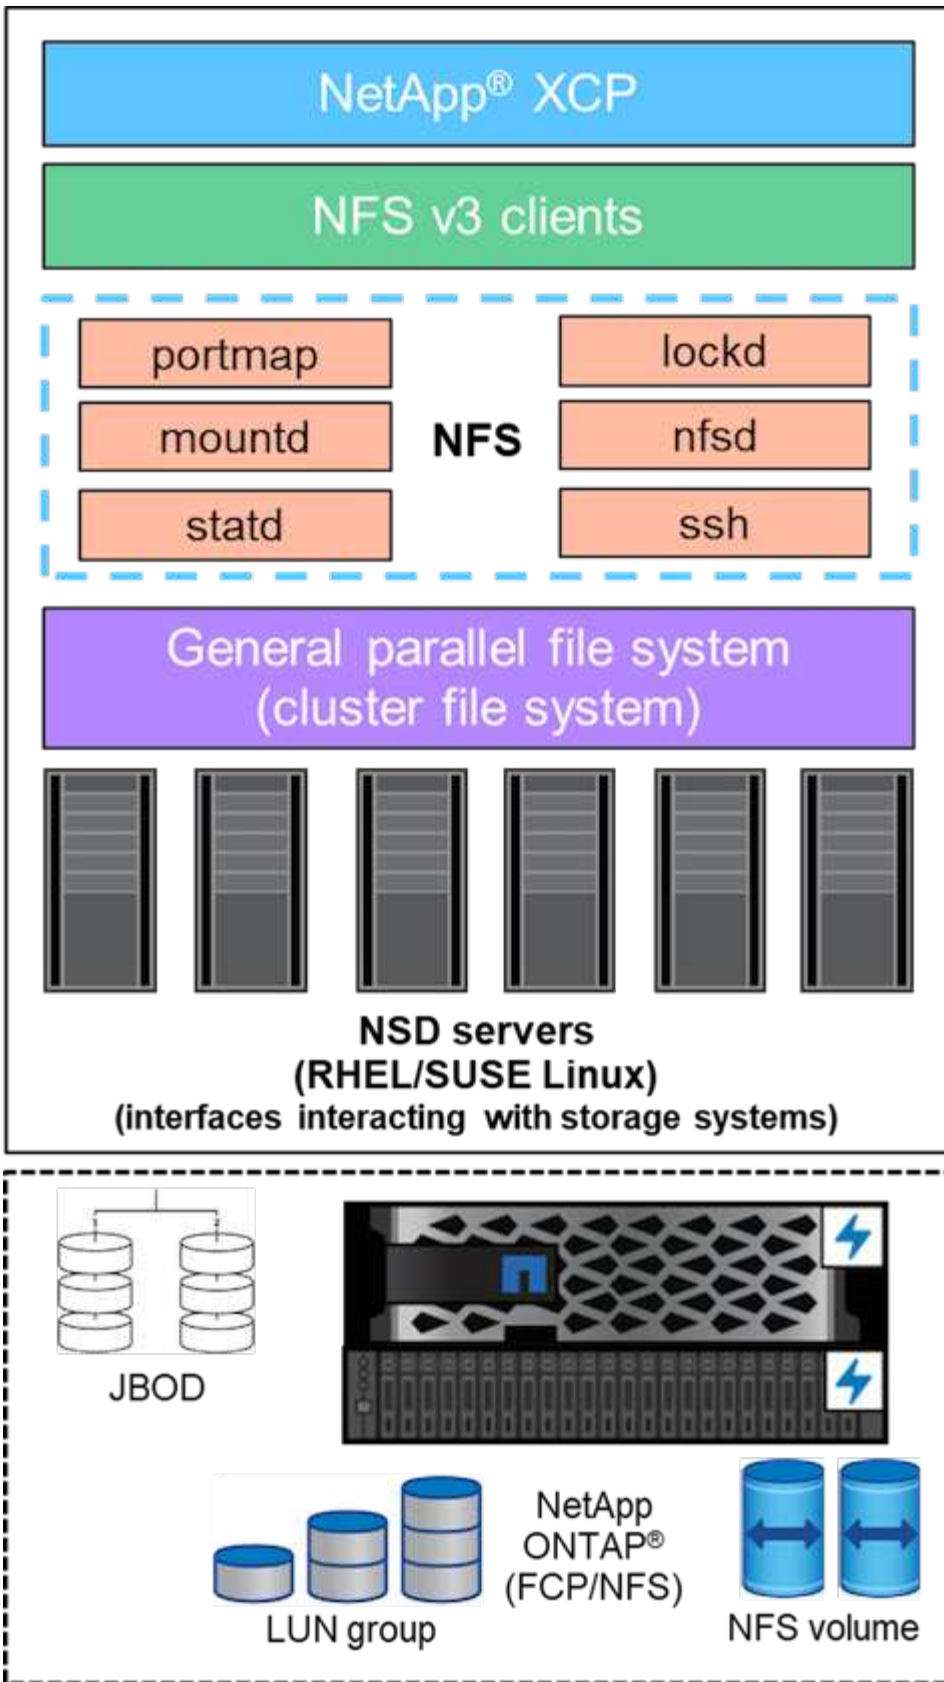 NetApp® XCP
NFS v3 clients
portmap
mountd
statd
NFS
lockd
nfsd
ssh
General parallel file system
(cluster file system)
NSD servers
(RHEL/SUSE Linux)
(interfaces interacting with storage systems)
1 2
JBOD
LUN group
NetApp
ONTAP®
(FCP/NFS)
NFS volume